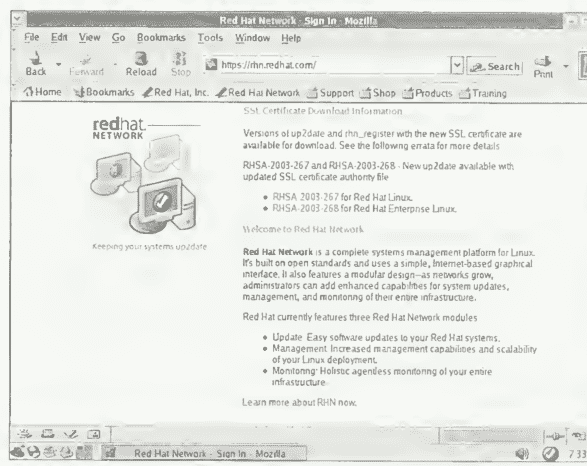 Red Hat Network - Sign In - Mozilla
File Edit View Go Bookmarks Tools Window Help
Back Forward Reload Stop https://rhn.redhat.com/ Search Print
Home Bookmarks Red Hat, Inc. Red Hat Network Support Shop Products Training
redhat
NETWORK
Keeping your systems up2date
SSL Certificate Download Information
Versions of up2date and rhn_register with the new SSL certificate are
available for download. See the following errata for more details
RHSA-2003-267 and RHSA-2003-268 - New up2date available with
updated SSL certificate authority file
RHSA 2003-267 for Red Hat Linux.
RHSA-2003-268 for Red Hat Enterprise Linux.
Welcome to Red Hat Network
Red Hat Network is a complete systems management platform for Linux.
It's built on open standards and uses a simple, Internet-based graphical
interface. It also features a modular design—as networks grow,
administrators can add enhanced capabilities for system updates,
management, and monitoring of their entire infrastructure.
Red Hat currently features three Red Hat Network modules
Update Easy software updates to your Red Hat systems.
Management Increased management capabilities and scalability
of your Linux deployment.
Monitoring: Holistic agentless monitoring of your entire
infrastructure
Learn more about RHN now.
Red Hat Network - Sign In - Mozilla